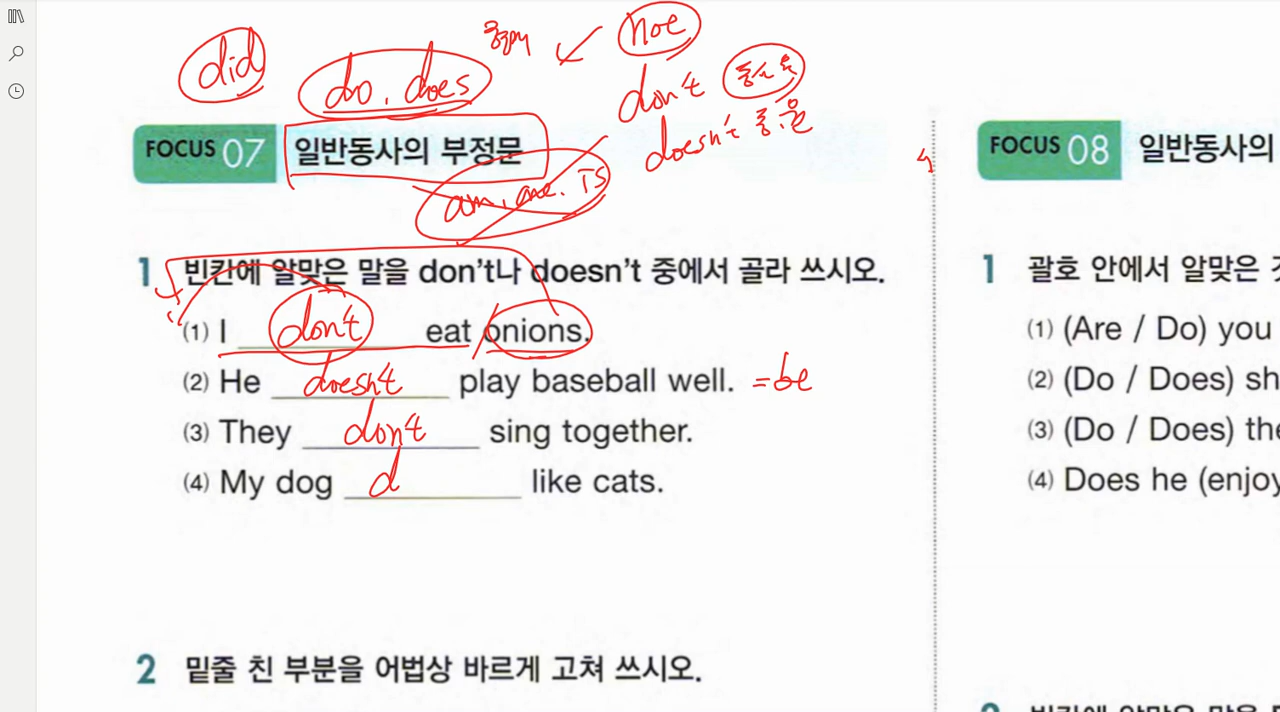 did
do, does
not
don't 동사원
doesn't 동.원
FOCUS 07 일반동사의 부정문
am, are. is
1 빈칸에 알맞은 말을 don't나 doesn't 중에서 골라 쓰시오.
(1) I don't eat onions.
(2) He doesn't play baseball well. =be
(3) They don't sing together.
(4) My dog d like cats.
2 밑줄 친 부분을 어법상 바르게 고쳐 쓰시오.
FOCUS 08 일반동사의
1 괄호 안에서 알맞은
(1) (Are / Do) you
(2) (Do / Does) sh
(3) (Do / Does) the
(4) Does he (enjoy